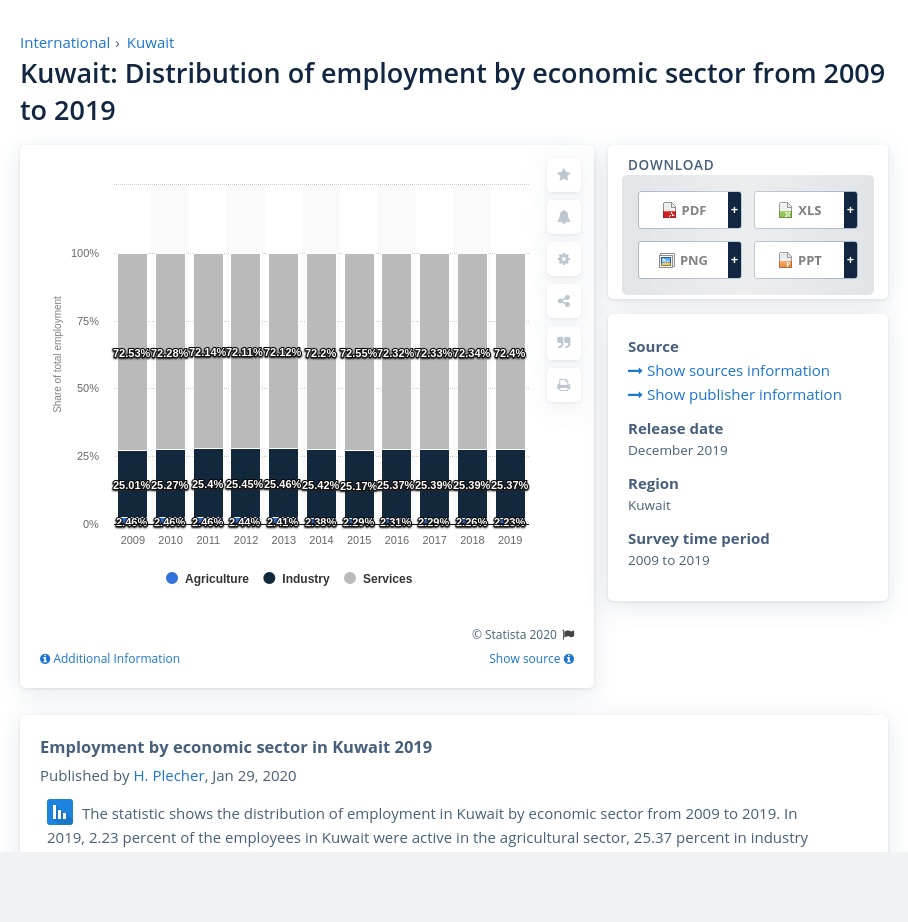 International › Kuwait
Kuwait: Distribution of employment by economic sector from 2009
to 2019
DOWNLOAD
PDF + XLS +
PNG + PPT +
Source
Show sources information
Show publisher information
Release date
December 2019
Region
Kuwait
Survey time period
2009 to 2019
Share of total employment
100%
75%
72.53% 72.28% 72.14% 72.11% 72.12% 72.2% 72.55% 72.32% 72.33% 72.34% 72.4%
50%
25%
25.01% 25.27% 25.4% 25.45% 25.46% 25.42% 25.17% 25.37% 25.39% 25.39% 25.37%
0%
2.46% 2.46% 2.46% 2.44% 2.41% 2.38% 2.29% 2.31% 2.29% 2.26% 2.23%
2009 2010 2011 2012 2013 2014 2015 2016 2017 2018 2019
Agriculture Industry Services
© Statista 2020
Additional Information Show source
Employment by economic sector in Kuwait 2019
Published by H. Plecher, Jan 29, 2020
The statistic shows the distribution of employment in Kuwait by economic sector from 2009 to 2019. In
2019, 2.23 percent of the employees in Kuwait were active in the agricultural sector, 25.37 percent in industry